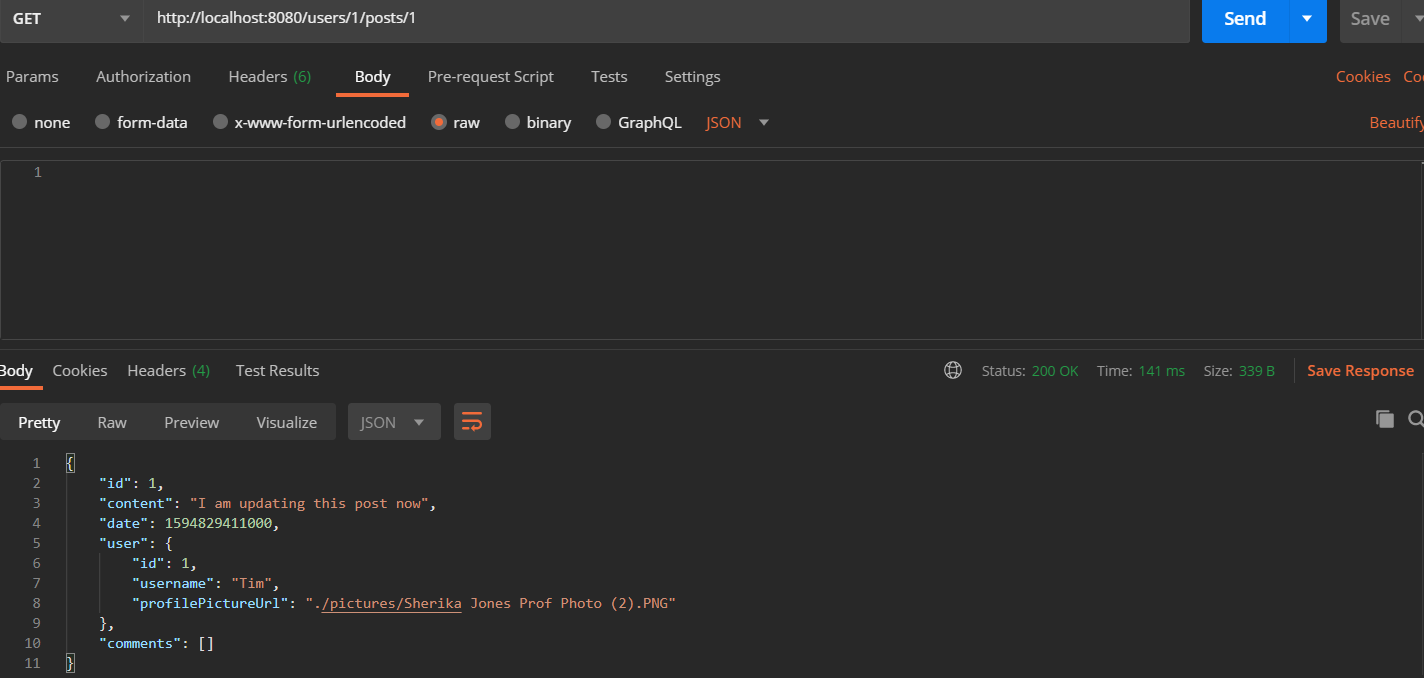 GET http://localhost:8080/users/1/posts/1 Send Save
Params Authorization Headers (6) Body Pre-request Script Tests Settings Cookies
none form-data x-www-form-urlencoded raw binary GraphQL JSON Beautify
1
Body Cookies Headers (4) Test Results Status: 200 OK Time: 141 ms Size: 339 B Save Response
Pretty Raw Preview Visualize JSON
1 {
2 "id": 1,
3 "content": "I am updating this post now",
4 "date": 1594829411000,
5 "user": {
6 "id": 1,
7 "username": "Tim",
8 "profilePictureUrl": "./pictures/Sherika Jones Prof Photo (2).PNG"
9 },
10 "comments": []
11 }